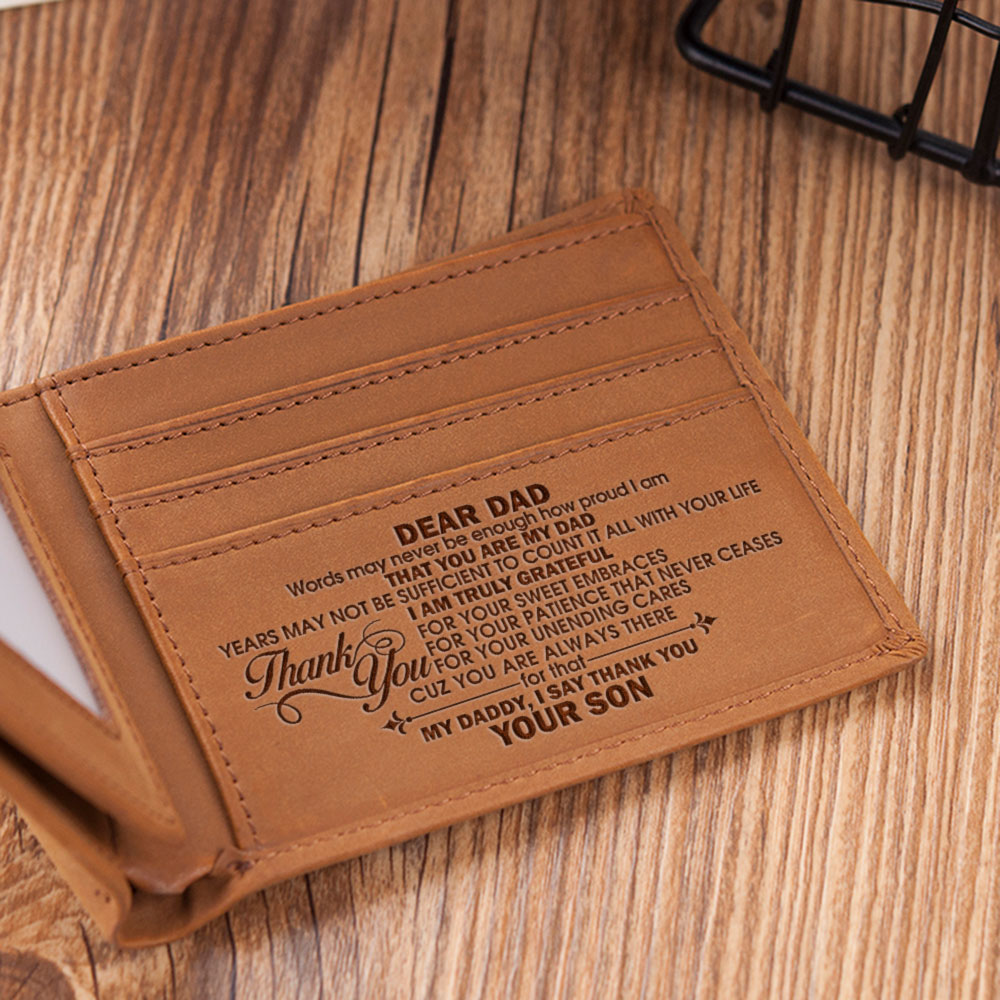 DEAR DAD
Words may never be enough how proud I am
THAT YOU ARE MY DAD
YEARS MAY NOT BE SUFFICIENT TO COUNT IT ALL WITH YOUR LIFE
I AM TRULY GRATEFUL
FOR YOUR SWEET EMBRACES
FOR YOUR PATIENCE THAT NEVER CEASES
Thank You FOR YOUR UNENDING CARES
CUZ YOU ARE ALWAYS THERE
for that
MY DADDY, I SAY THANK YOU
YOUR SON